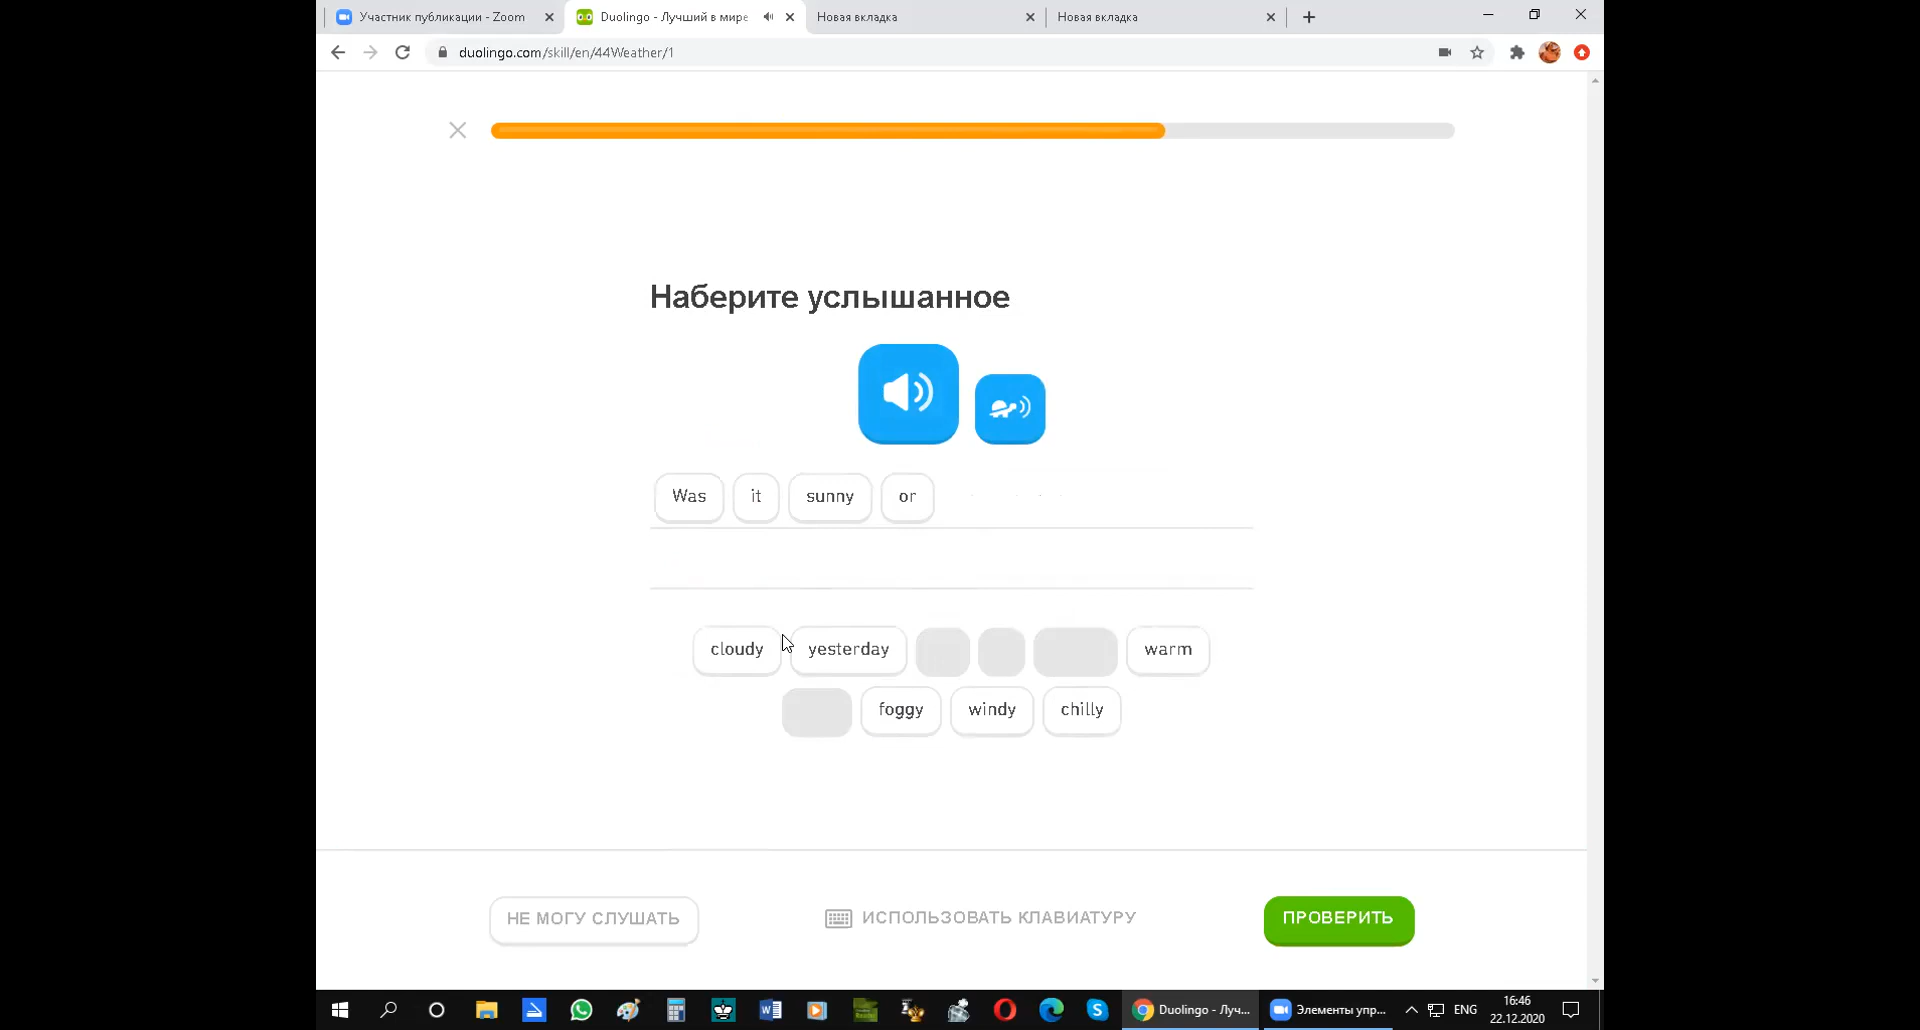 Участник публикации - Zoom
Duolingo - Лучший в мире
Новая вкладка
Новая вкладка
duolingo.com/skill/en/44Weather/1
Наберите услышанное
Was it sunny or
cloudy yesterday warm
foggy windy chilly
НЕ МОГУ СЛУШАТЬ
ИСПОЛЬЗОВАТЬ КЛАВИАТУРУ
ПРОВЕРИТЬ
Duolingo - Луч...
Элементы упр...
ENG
16:46
22.12.2020